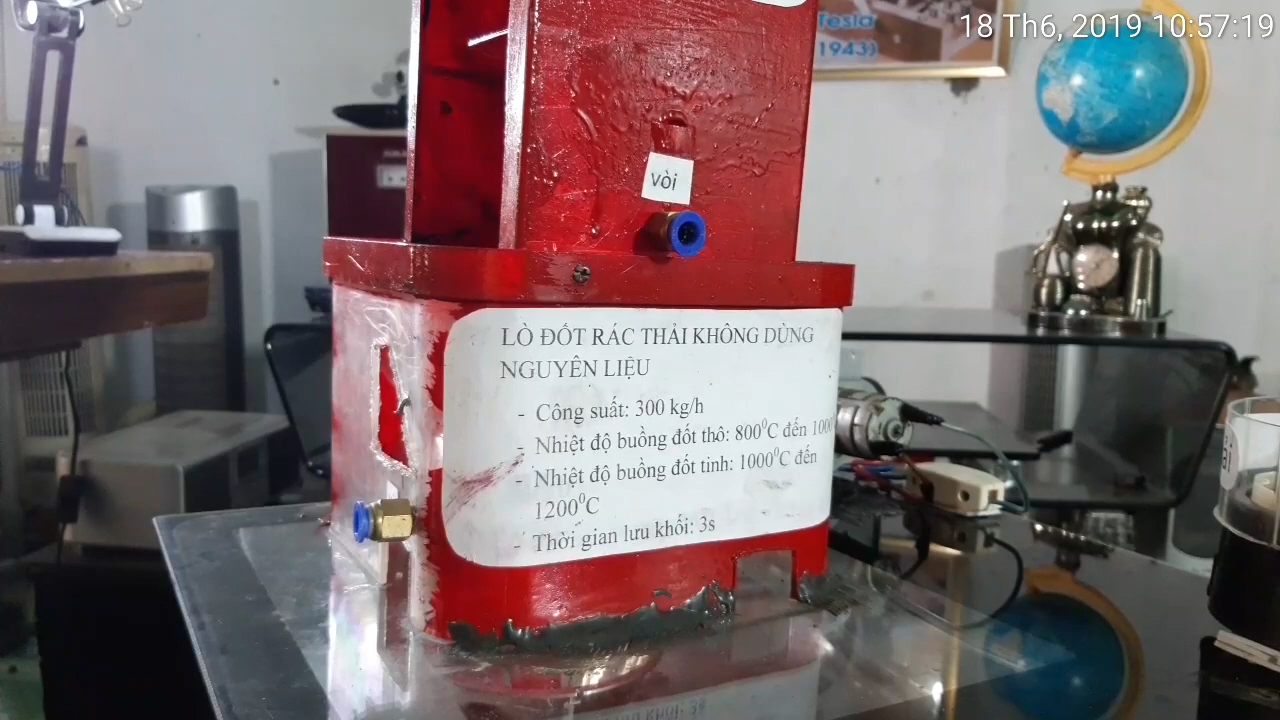 18 Th6, 2019 10:57:19
Tesla
1943)
vòi
LÒ ĐỐT RÁC THẢI KHÔNG DÙNG
NGUYÊN LIỆU
- Công suất: 300 kg/h
- Nhiệt độ buồng đốt thô: 800⁰C đến 1000
- Nhiệt độ buồng đốt tinh: 1000⁰C đến
1200⁰C
- Thời gian lưu khối: 3s